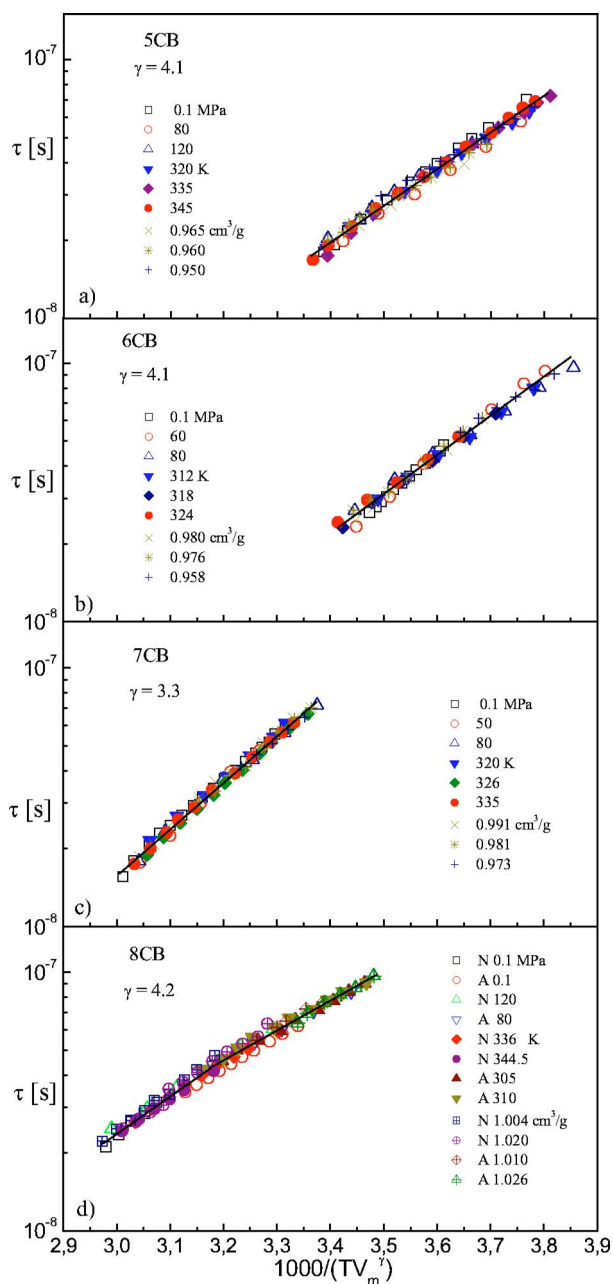 5CB
γ = 4.1
0.1 MPa
80
120
320 K
335
345
0.965 cm³/g
0.960
0.950
10⁻⁷
τ [s]
10⁻⁸
a)
6CB
γ = 4.1
0.1 MPa
60
80
312 K
318
324
0.980 cm³/g
0.976
0.958
10⁻⁷
τ [s]
10⁻⁸
b)
7CB
γ = 3.3
0.1 MPa
50
80
320 K
326
335
0.991 cm³/g
0.981
0.973
10⁻⁷
τ [s]
10⁻⁸
c)
8CB
γ = 4.2
N 0.1 MPa
A 0.1
N 120
A 80
N 336 K
N 344.5
A 305
A 310
N 1.004 cm³/g
N 1.020
A 1.010
A 1.026
10⁻⁷
τ [s]
10⁻⁸
d)
2,9 3,0 3,1 3,2 3,3 3,4 3,5 3,6 3,7 3,8 3,9
1000/(TVₘᵞ)